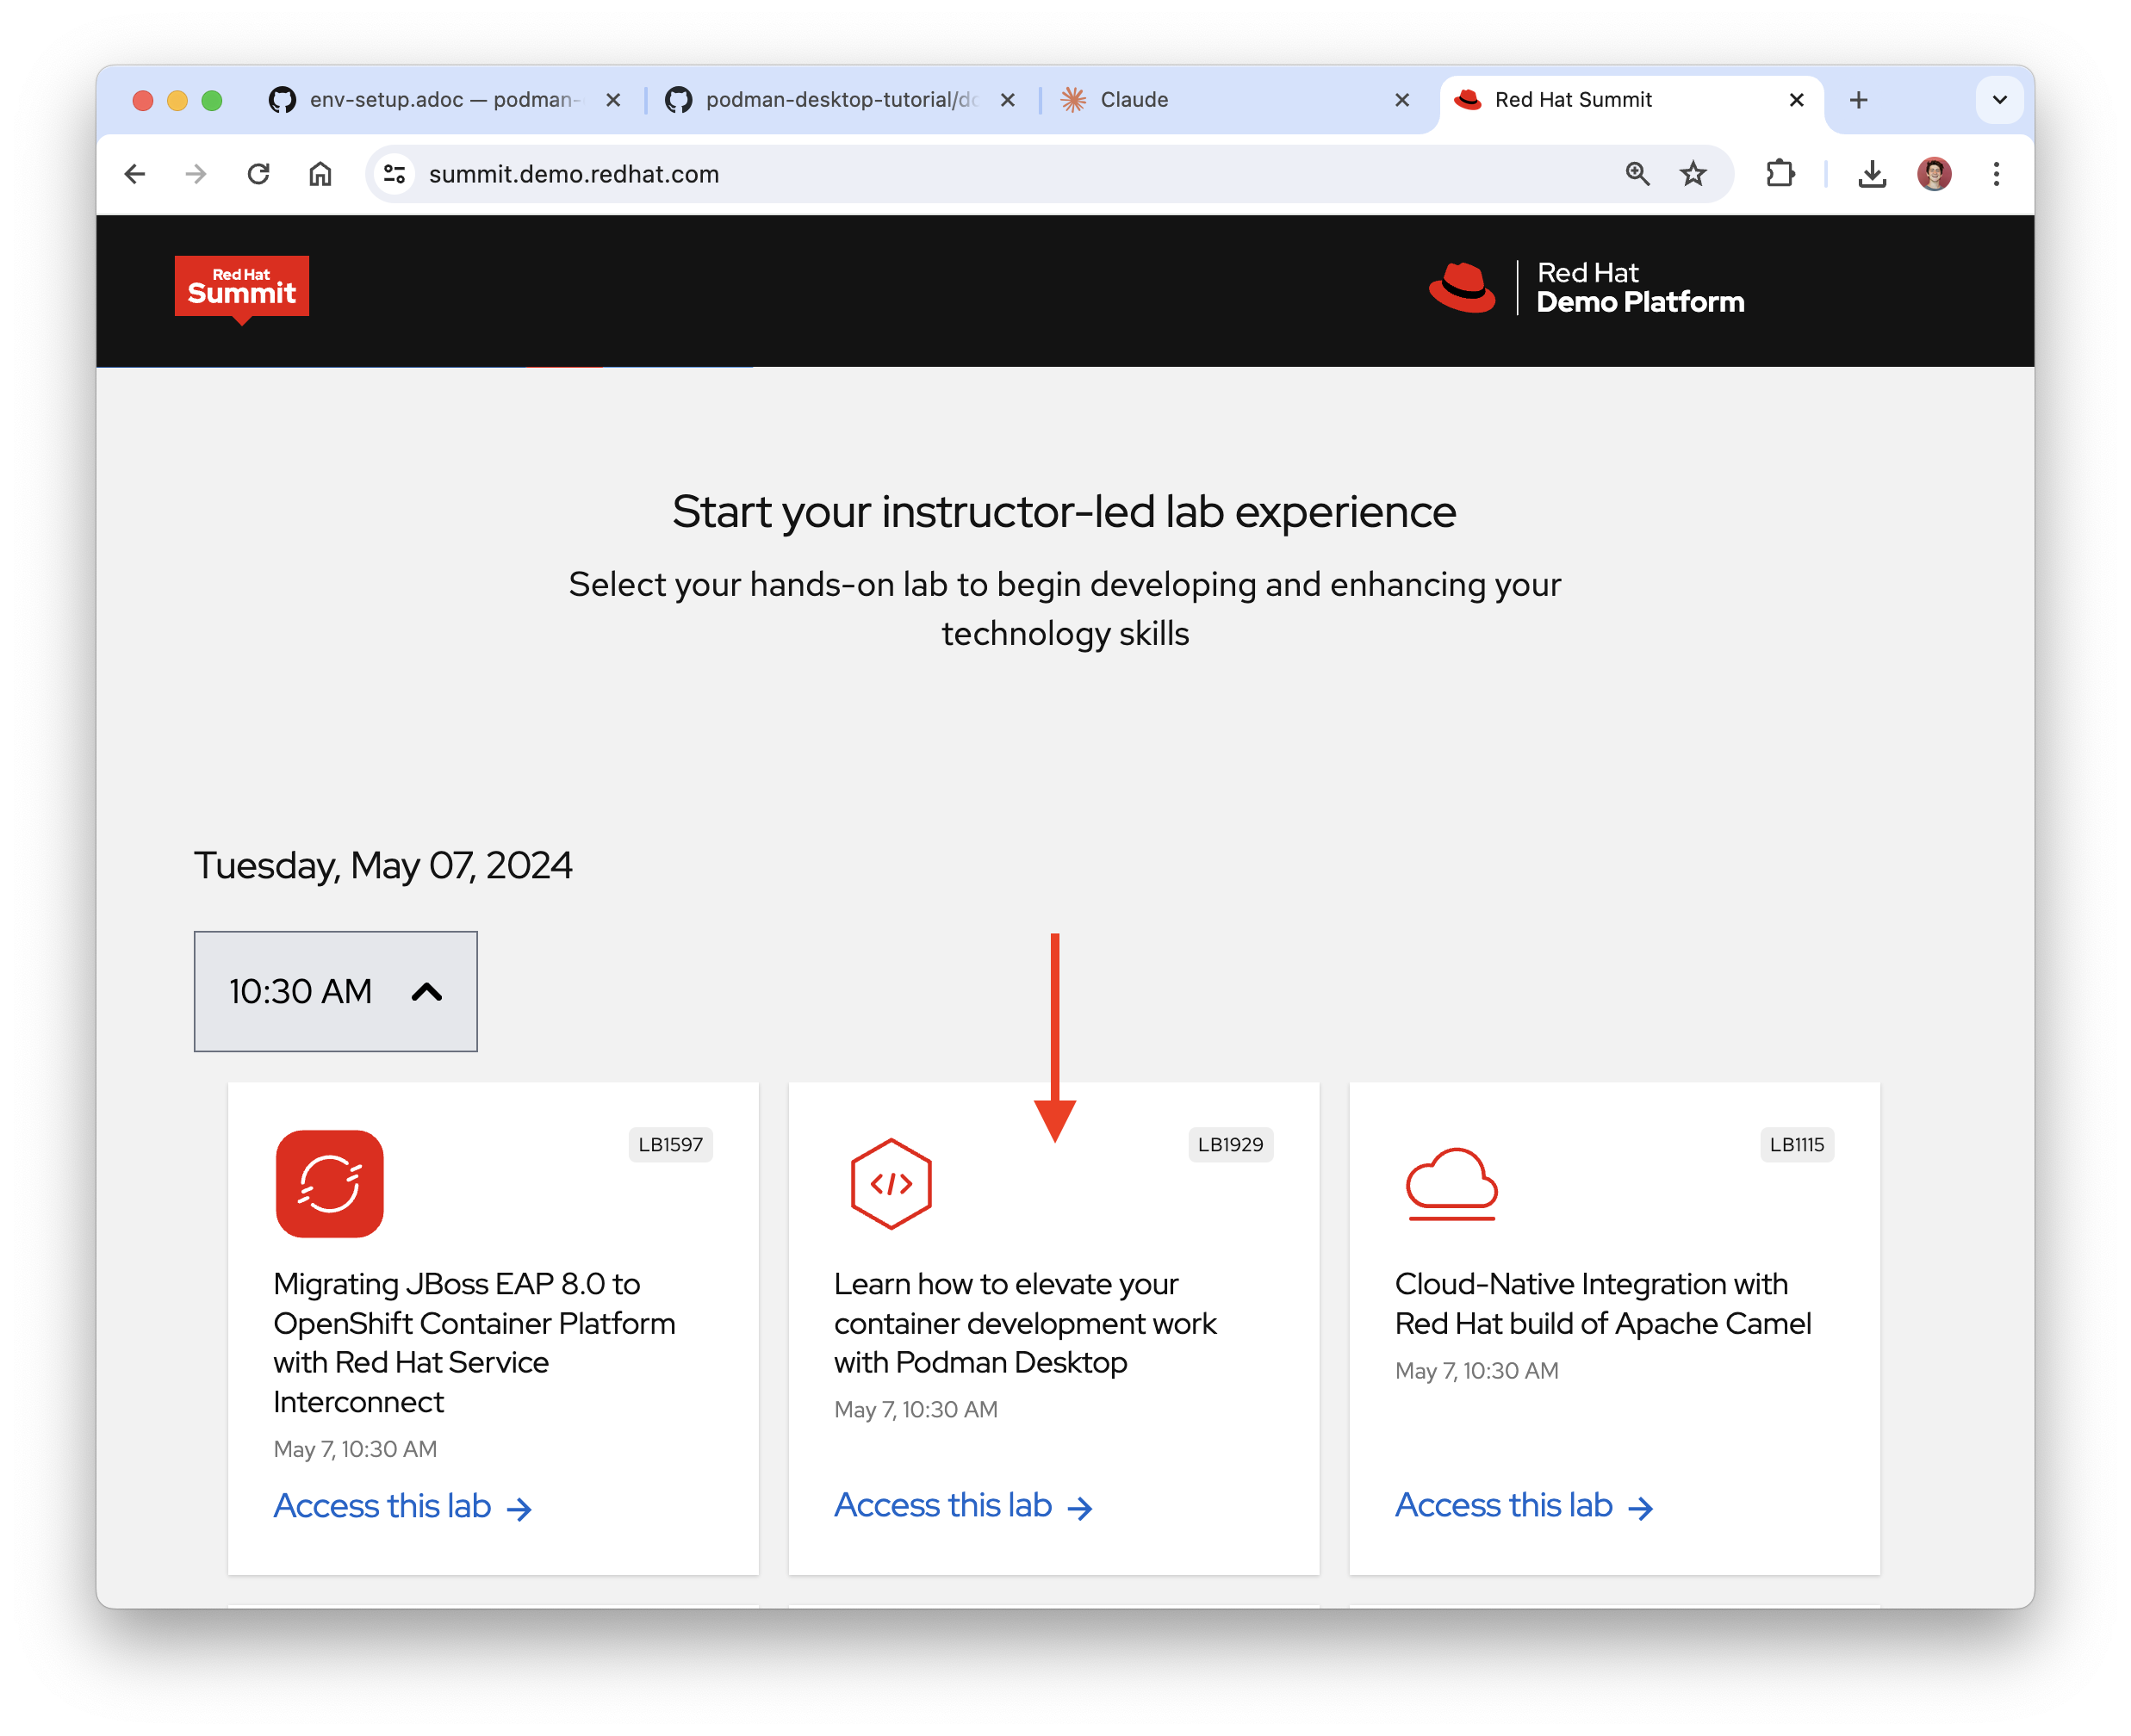 env-setup.adoc — podman-
podman-desktop-tutorial/do
Claude
Red Hat Summit
summit.demo.redhat.com
Red Hat
Summit
Red Hat
Demo Platform
Start your instructor-led lab experience
Select your hands-on lab to begin developing and enhancing your
technology skills
Tuesday, May 07, 2024
10:30 AM
LB1597
Migrating JBoss EAP 8.0 to
OpenShift Container Platform
with Red Hat Service
Interconnect
May 7, 10:30 AM
Access this lab
LB1929
Learn how to elevate your
container development work
with Podman Desktop
May 7, 10:30 AM
Access this lab
LB1115
Cloud-Native Integration with
Red Hat build of Apache Camel
May 7, 10:30 AM
Access this lab